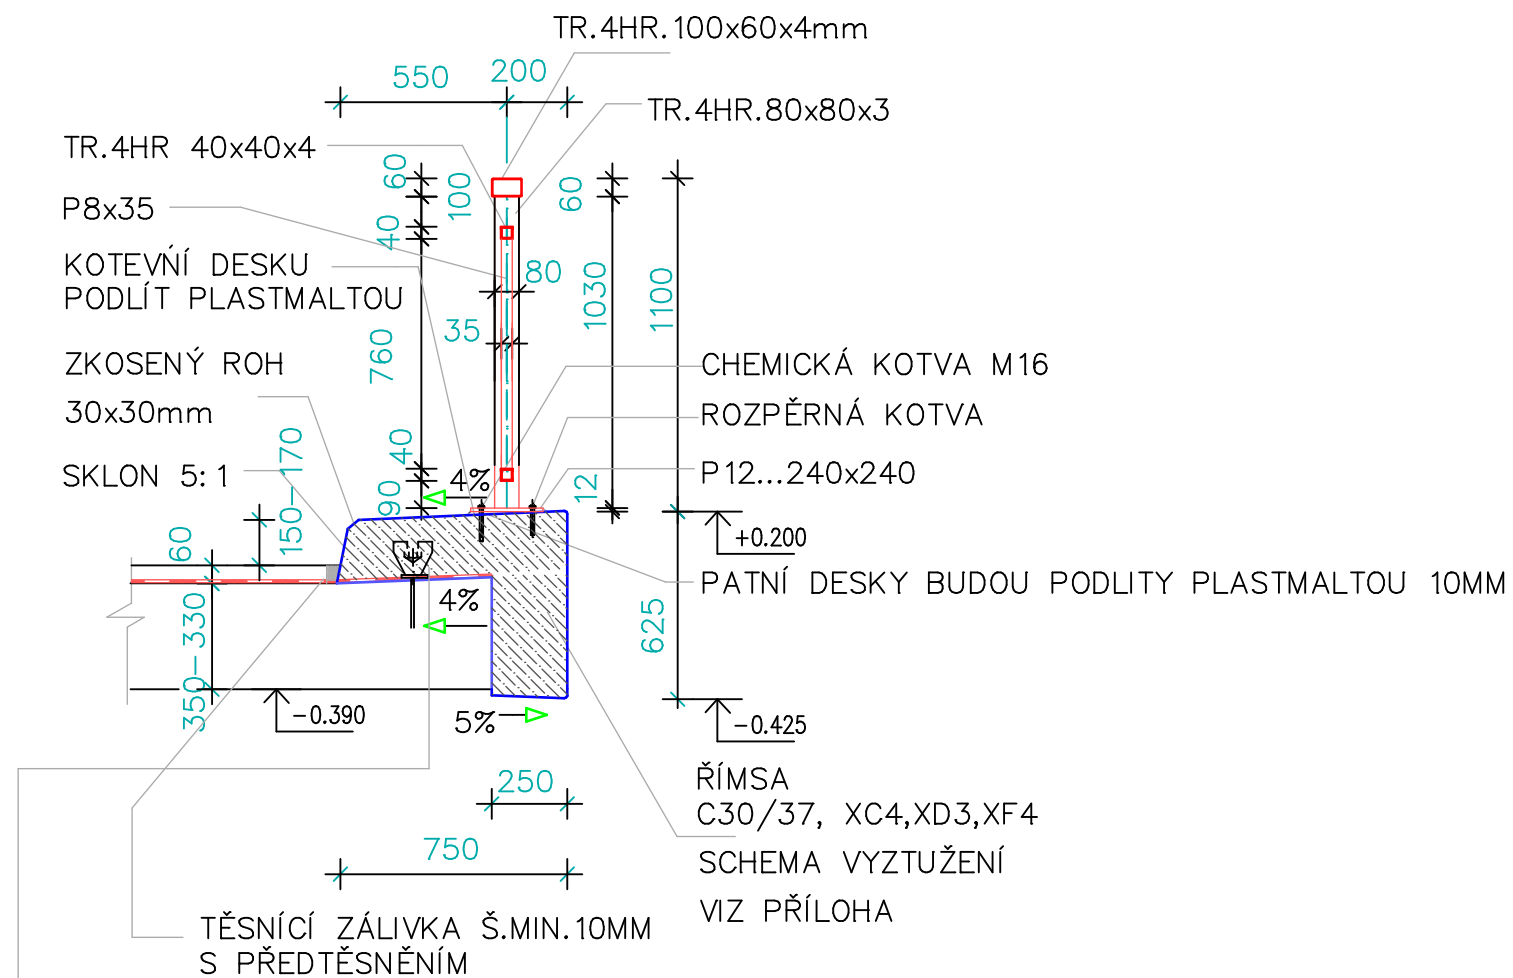 TR.4HR.100x60x4mm
550
200
TR.4HR.80x80x3
TR.4HR 40x40x4
60
100
60
P8x35
40
KOTEVŃÍ DESKU
PODLÍT PLASTMALTOU
80
1030
1100
35
760
ZKOSENÝ ROH
30x30mm
CHEMICKÁ KOTVA M16
ROZPĚRNÁ KOTVA
SKLON 5:1
150-170
40
4%
90
12
P12...240x240
+0.200
60
PATNÍ DESKY BUDOU PODLITY PLASTMALTOU 10MM
4%
350-330
625
-0.390
5%
-0.425
250
ŘÍMSA
C30/37, XC4,XD3,XF4
750
SCHEMA VYZTUŽENÍ
VIZ PŘÍLOHA
TĚSNÍCÍ ZÁLIVKA Š.MIN.10MM
S PŘEDTĚSNĚNÍM